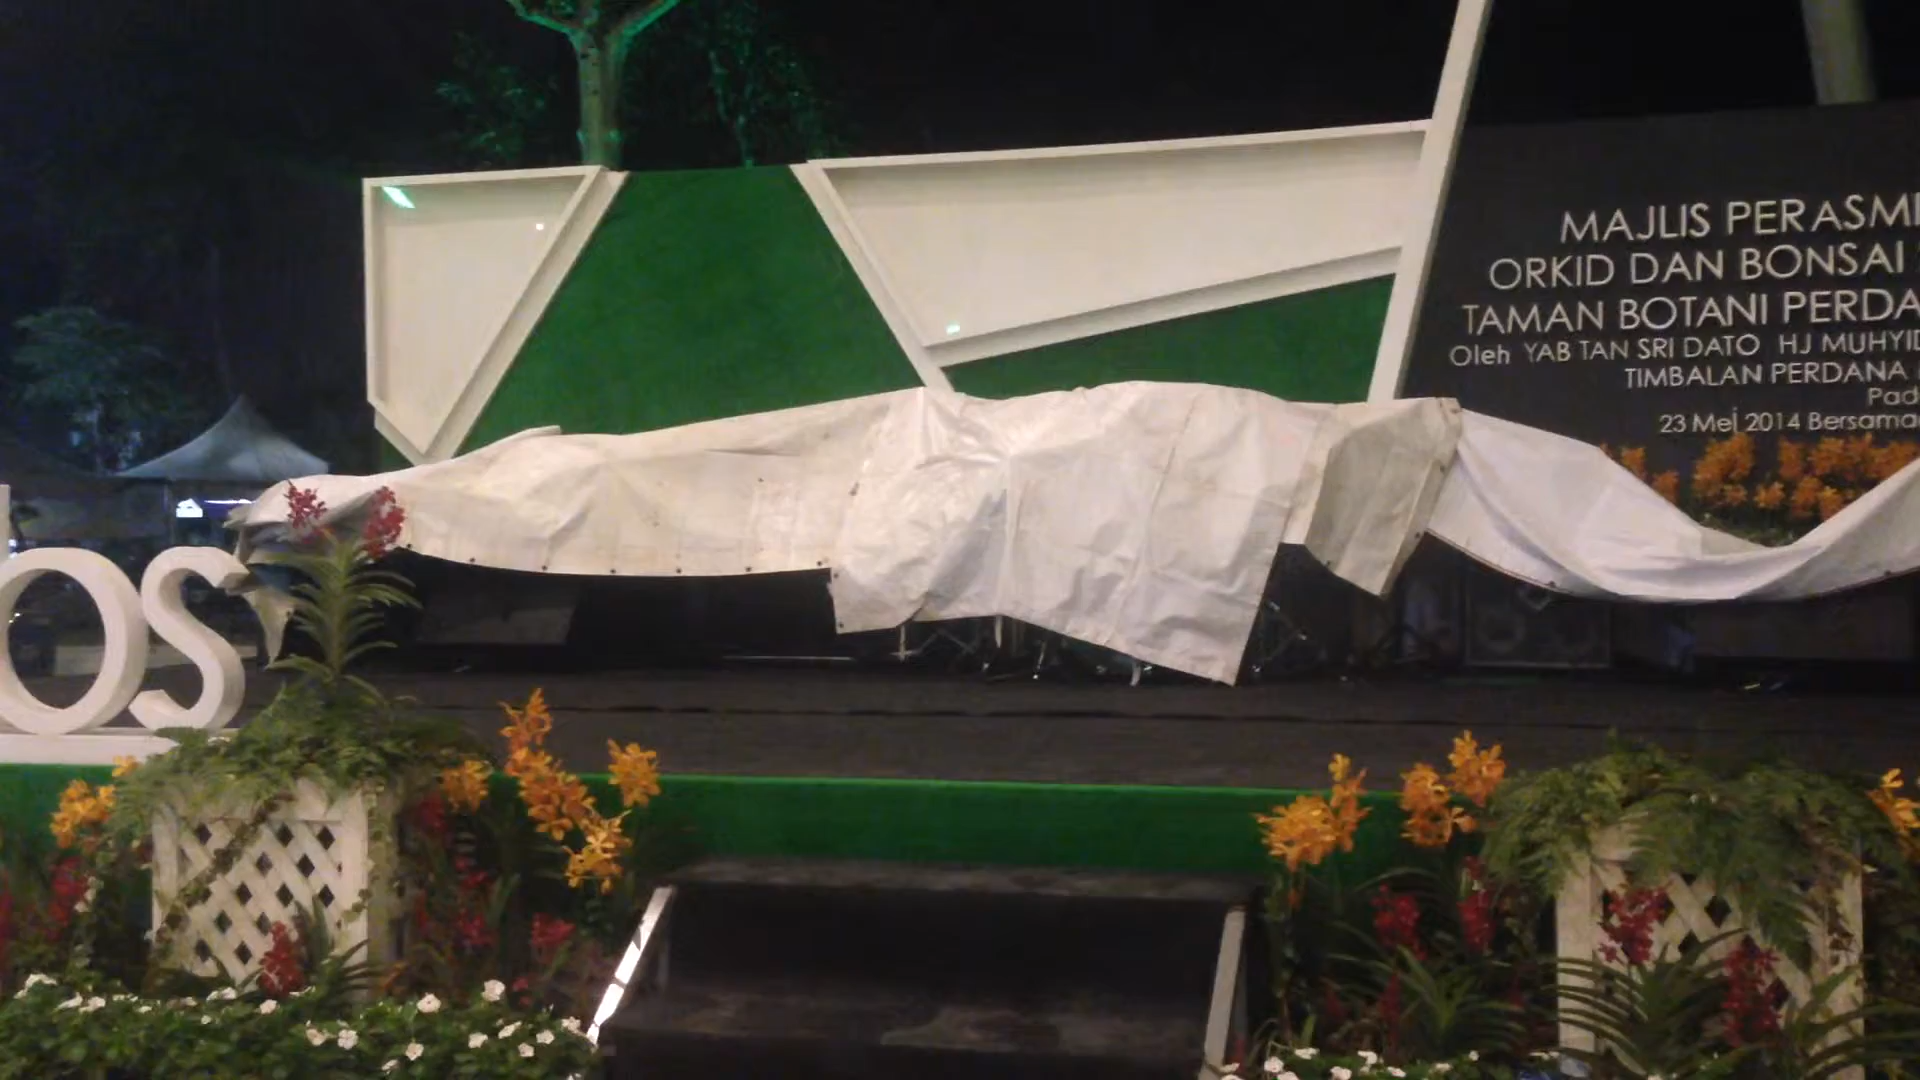 MAJLIS PERASMI
ORKID DAN BONSAI
TAMAN BOTANI PERDA
Oleh YAB TAN SRI DATO HJ MUHYID
TIMBALAN PERDANA
Pad
23 Mei 2014 Bersama
OS